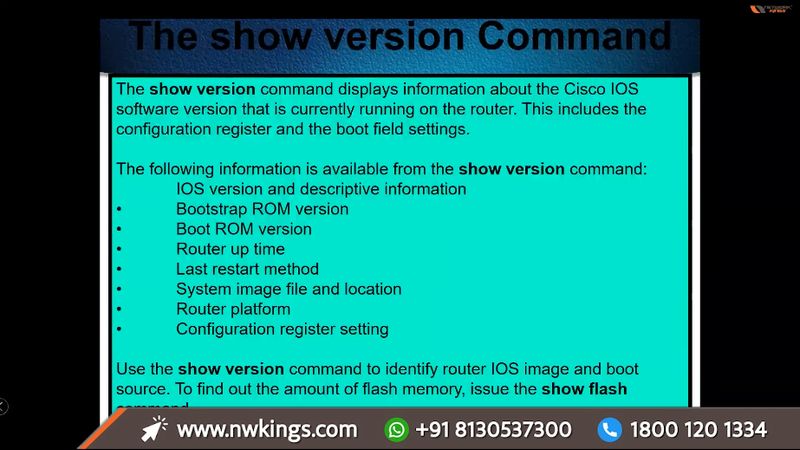 NETWORK
KINGS
The show version Command
The show version command displays information about the Cisco IOS
software version that is currently running on the router. This includes the
configuration register and the boot field settings.
The following information is available from the show version command:
IOS version and descriptive information
• Bootstrap ROM version
• Boot ROM version
• Router up time
• Last restart method
• System image file and location
• Router platform
• Configuration register setting
Use the show version command to identify router IOS image and boot
source. To find out the amount of flash memory, issue the show flash
command.
www.nwkings.com
+91 8130537300
1800 120 1334